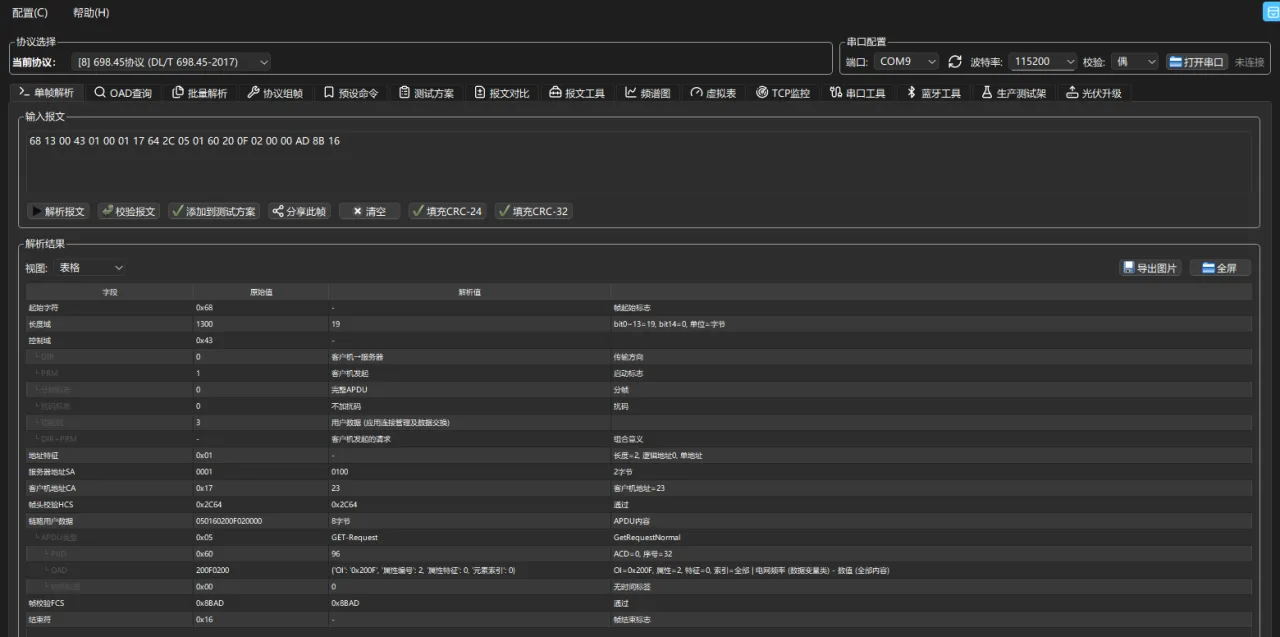 配置(C) 帮助(H)
协议选择
当前协议: [8] 698.45协议 (DL/T 698.45-2017)
串口配置
端口: COM9 波特率: 115200 校验: 偶 打开串口 未连接
单帧解析 OAD查询 批量解析 协议组帧 预设命令 测试方案 报文对比 报文工具 频谱图 虚拟表 TCP监控 串口工具 蓝牙工具 生产测试架 光伏升级
输入报文
68 13 00 43 01 00 01 17 64 2C 05 01 60 20 0F 02 00 00 AD 8B 16
解析报文 校验报文 添加到测试方案 分享此帧 清空 填充CRC-24 填充CRC-32
解析结果
视图: 表格 导出图片 全屏
字段 原始值 解析值
起始字符 0x68 - 帧起始标志
长度域 1300 19 bit0~13=19, bit14=0, 单位=字节
控制域 0x43 -
DIR 0 客户机→服务器 传输方向
PRM 1 客户机发起 启动标志
0 完整APDU 分帧
0 不加扰码 扰码
3 用户数据 (应用连接管理及数据交换)
DIR+PRM - 客户机发起的请求 组合意义
地址特征 0x01 - 长度=2, 逻辑地址0, 单地址
服务器地址SA 0001 0100 2字节
客户机地址CA 0x17 23 客户机地址=23
帧头校验HCS 0x2C64 0x2C64 通过
链路用户数据 050160200F020000 8字节 APDU内容
APDU类型 0x05 GET-Request GetRequestNormal
PIID 0x60 96 ACD=0, 序号=32
OAD 200F0200 {'OI': '0x200F', '属性编号': 2, '属性特征': 0, '元素索引': 0} OI=0x200F, 属性=2, 特征=0, 索引=全部 | 电网频率 (数据变量类) - 数值 (全部内容)
0x00 0 无时间标签
帧校验FCS 0x8BAD 0x8BAD 通过
结束符 0x16 - 帧结束标志